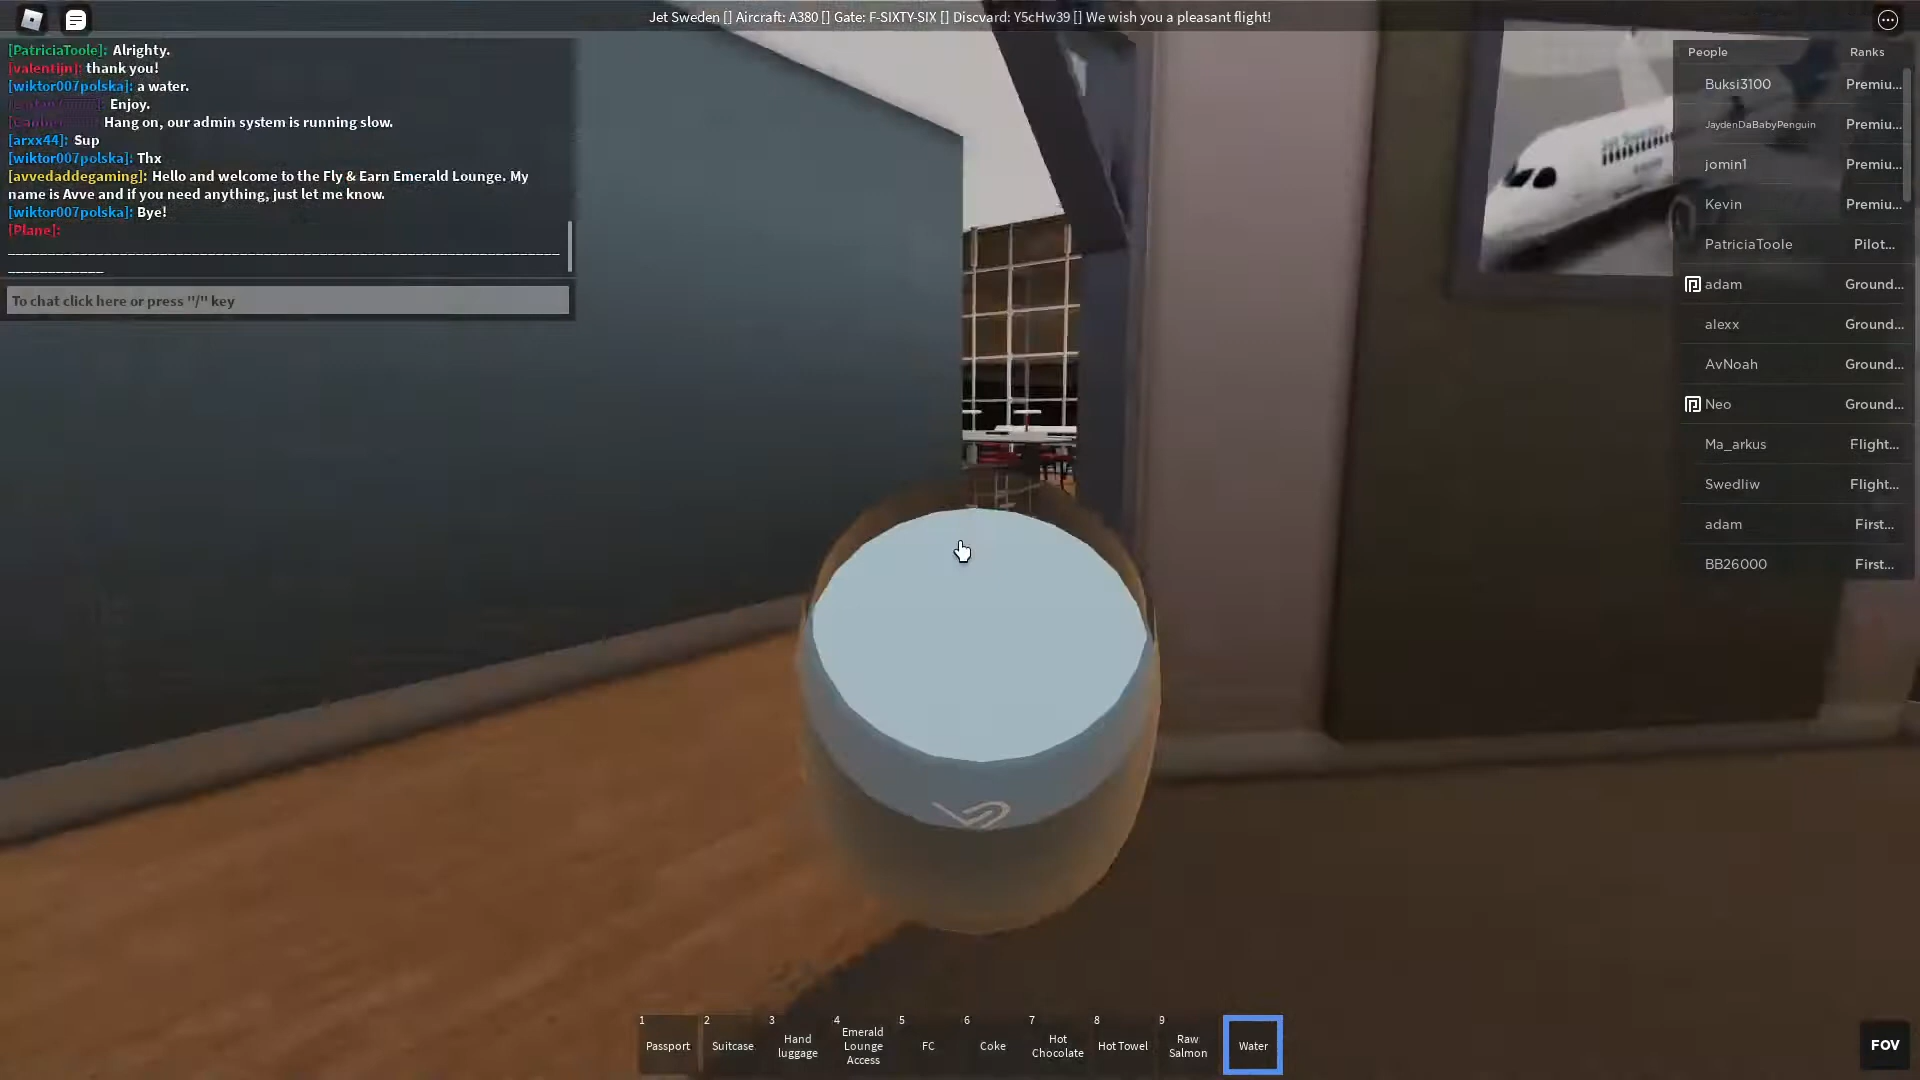 Jet Sweden [] Aircraft: A380 [] Gate: F-SIXTY-SIX [] Discvard: Y5cHw39 [] We wish you a pleasant flight!
[PatriciaToole]: Alrighty.
[valentijn]: thank you!
[wiktor007polska]: a water.
Enjoy.
Hang on, our admin system is running slow.
[arxx44]: Sup
[wiktor007polska]: Thx
[avvedaddegaming]: Hello and welcome to the Fly & Earn Emerald Lounge. My
name is Avve and if you need anything, just let me know.
[wiktor007polska]: Bye!
[Plane]:
To chat click here or press "/" key
People Ranks
Buksi3100 Premiu...
JaydenDaBabyPenguin Premiu...
jomin1 Premiu...
Kevin Premiu...
PatriciaToole Pilot...
adam Ground...
alexx Ground...
AvNoah Ground...
Neo Ground...
Ma_arkus Flight...
Swedliw Flight...
adam First...
BB26000 First...
1 Passport
2 Suitcase
3 Hand
luggage
4 Emerald
Lounge
Access
5 FC
6 Coke
7 Hot
Chocolate
8 Hot Towel
9 Raw
Salmon
Water
FOV